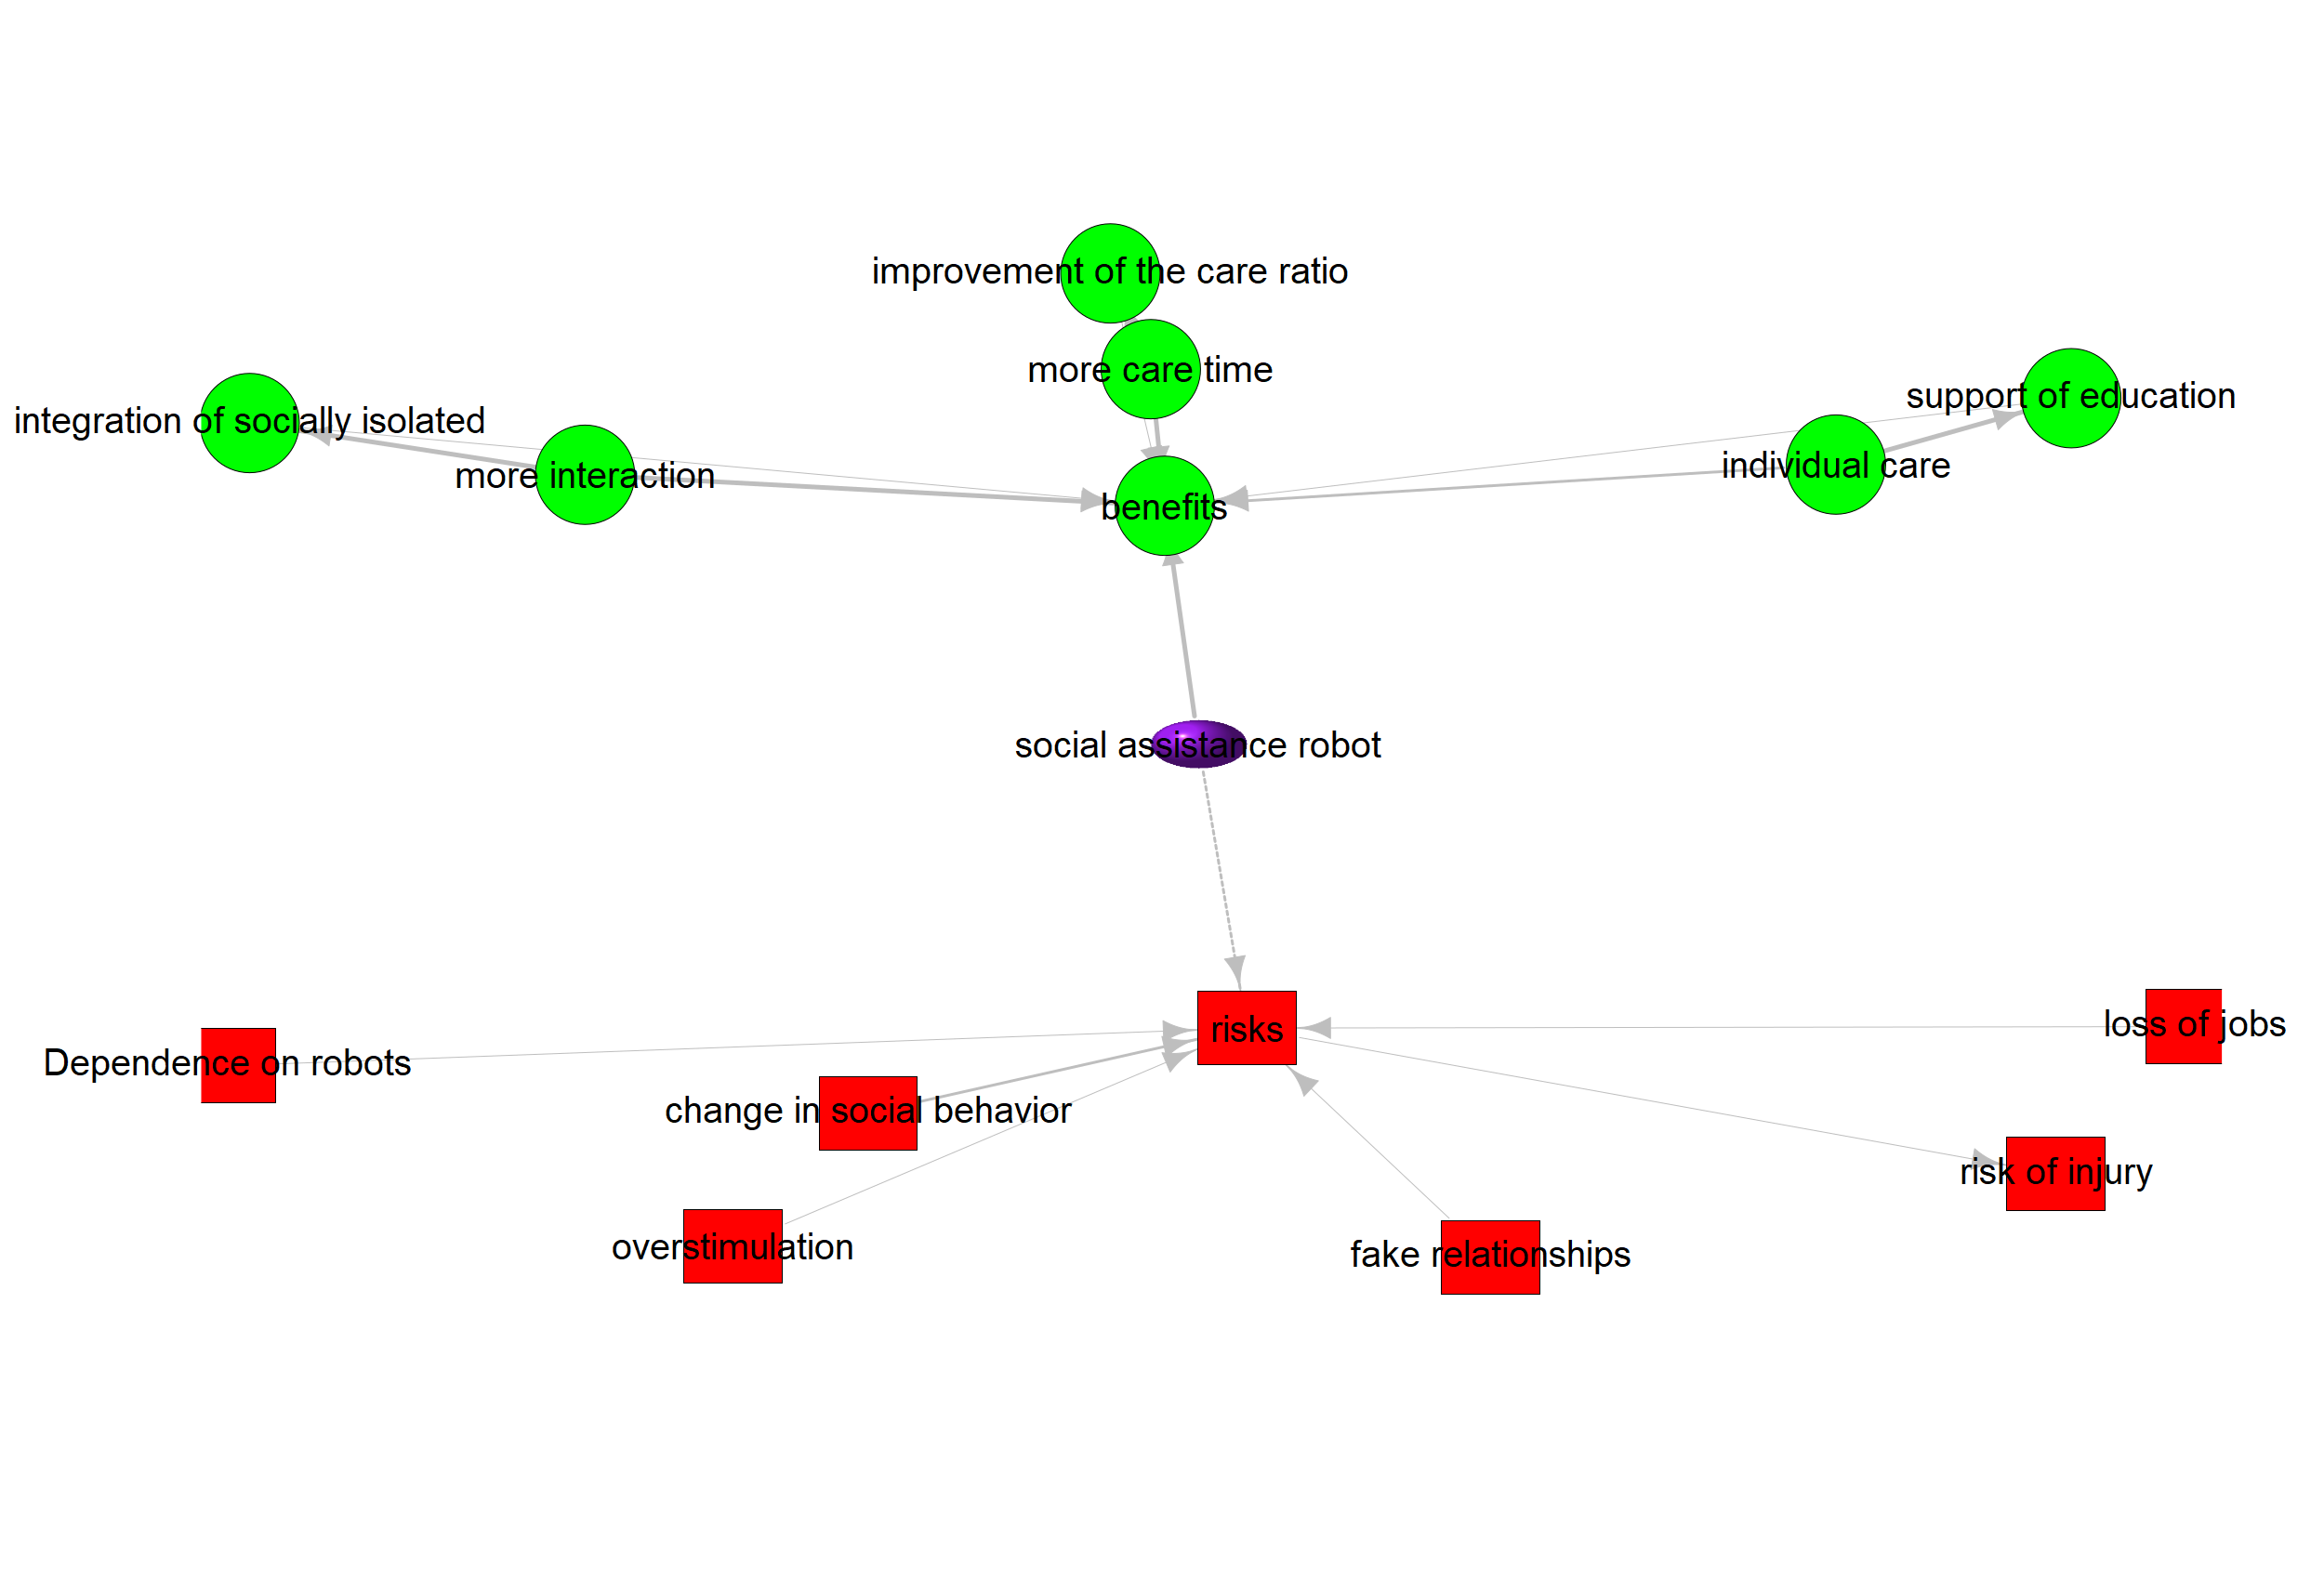 improvement of the care ratio
more care time
support of education
integration of socially isolated
individual care
more interaction
benefits
social assistance robot
loss of jobs
risks
Dependence on robots
change in social behavior
risk of injury
overstimulation
fake relationships